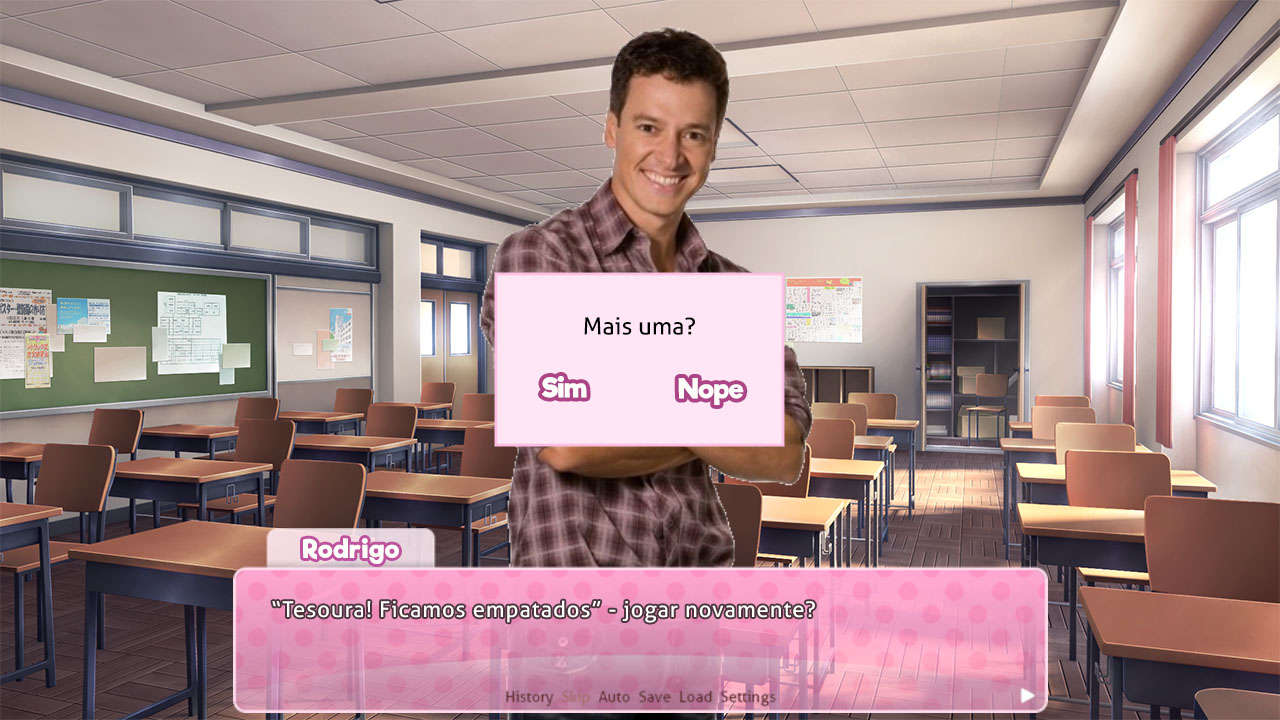 Mais uma?
Sim Nope
Rodrigo
“Tesoura! Ficamos empatados” - jogar novamente?
History Skip Auto Save Load Settings